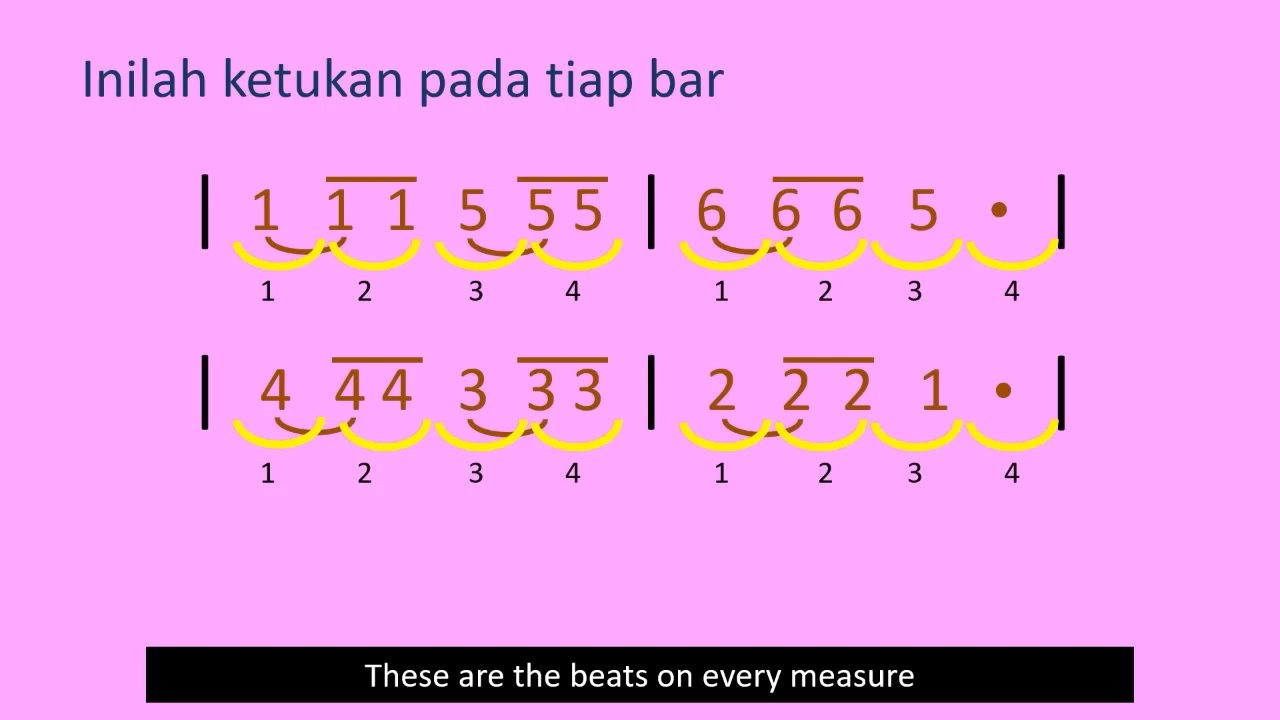 Inilah ketukan pada tiap bar
| 1 1 1 5 5 5 | 6 6 6 5 • |
1 2 3 4 1 2 3 4
| 4 4 4 3 3 3 | 2 2 2 1 • |
1 2 3 4 1 2 3 4
These are the beats on every measure